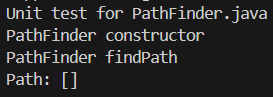 Unit test for PathFinder.java
PathFinder constructor
PathFinder findPath
Path: []